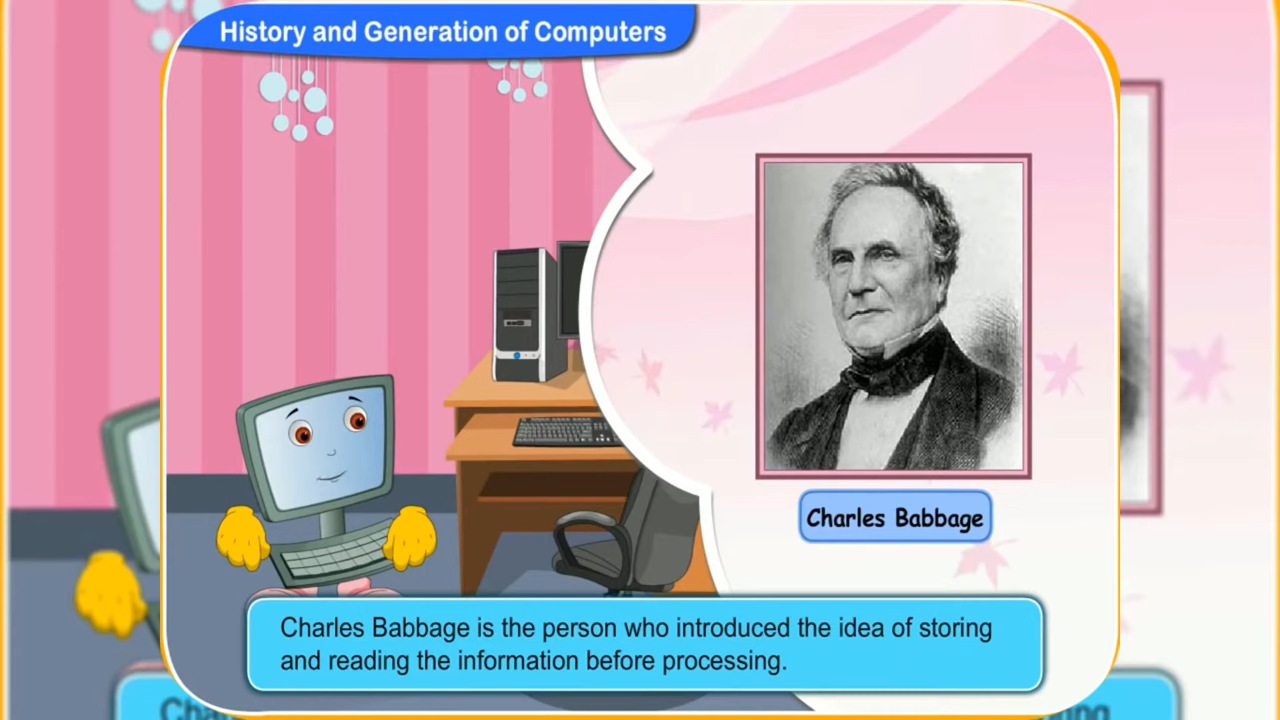 History and Generation of Computers
Charles Babbage
Charles Babbage is the person who introduced the idea of storing
and reading the information before processing.